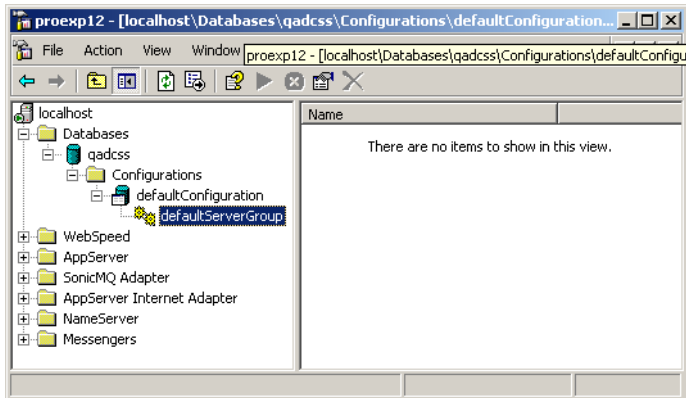 proexp12 - [localhost\Databases\qadcss\Configurations\defaultConfiguration...
File Action View Window
proexp12 - [localhost\Databases\qadcss\Configurations\defaultConfigu
localhost
Databases
qadcss
Configurations
defaultConfiguration
defaultServerGroup
WebSpeed
AppServer
SonicMQ Adapter
AppServer Internet Adapter
NameServer
Messengers
Name
There are no items to show in this view.